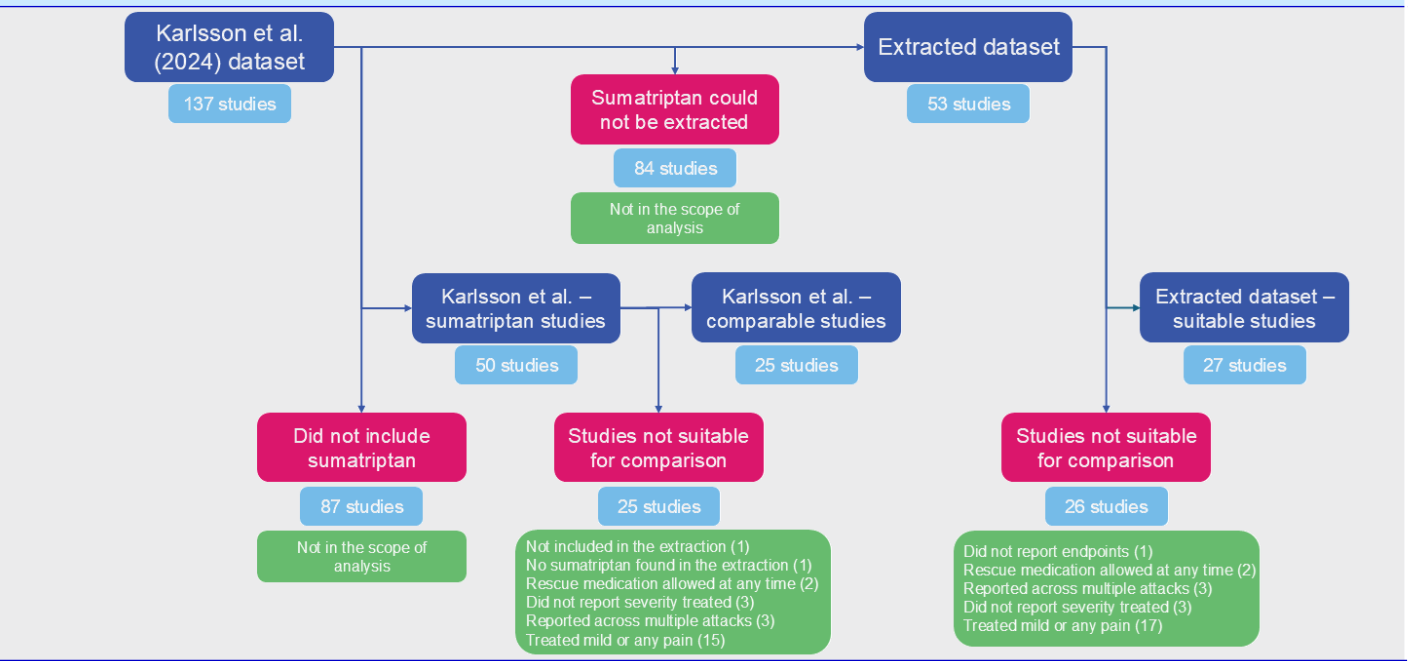 Karlsson et al.
(2024) dataset
137 studies
Sumatriptan could
not be extracted
84 studies
Not in the scope of
analysis
Extracted dataset
53 studies
Karlsson et al. –
sumatriptan studies
50 studies
Karlsson et al. –
comparable studies
25 studies
Extracted dataset –
suitable studies
27 studies
Did not include
sumatriptan
87 studies
Not in the scope of
analysis
Studies not suitable
for comparison
25 studies
Not included in the extraction (1)
No sumatriptan found in the extraction (1)
Rescue medication allowed at any time (2)
Did not report severity treated (3)
Reported across multiple attacks (3)
Treated mild or any pain (15)
Studies not suitable
for comparison
26 studies
Did not report endpoints (1)
Rescue medication allowed at any time (2)
Reported across multiple attacks (3)
Did not report severity treated (3)
Treated mild or any pain (17)